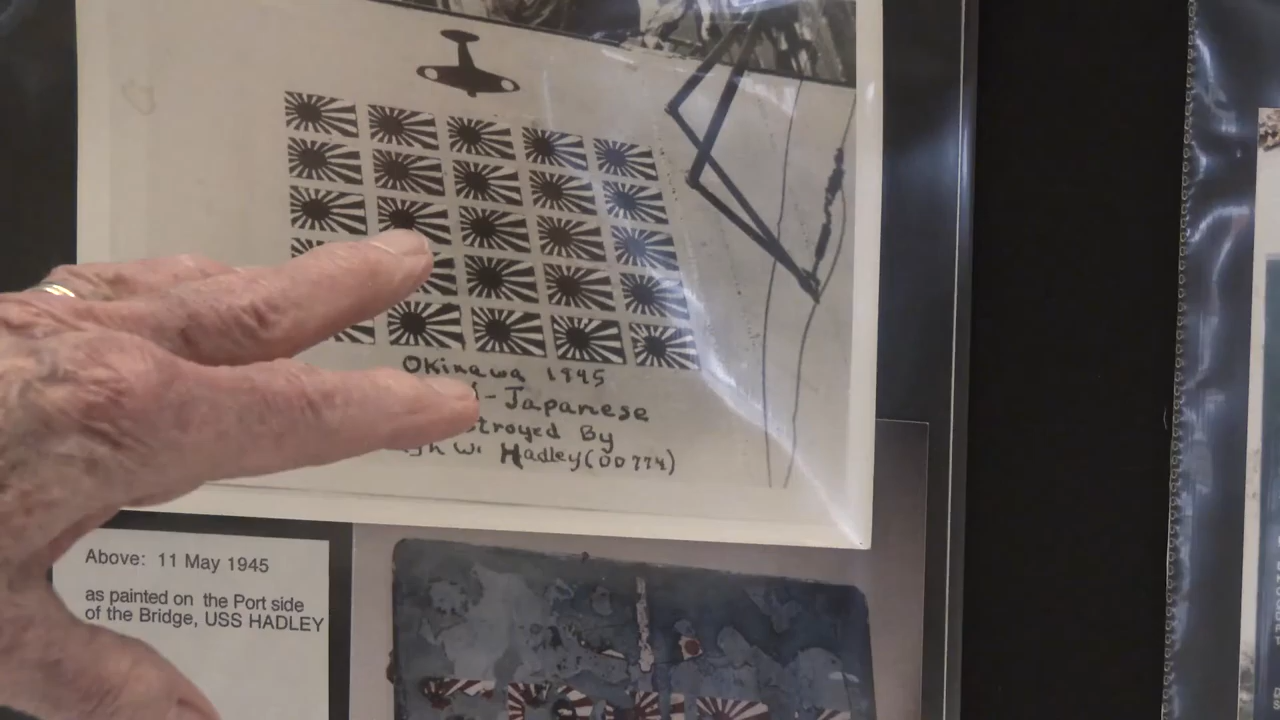 Okinawa 1945
-Japanese
troyed By
W. Hadley (DD774)
Above: 11 May 1945
as painted on the Port side
of the Bridge, USS HADLEY